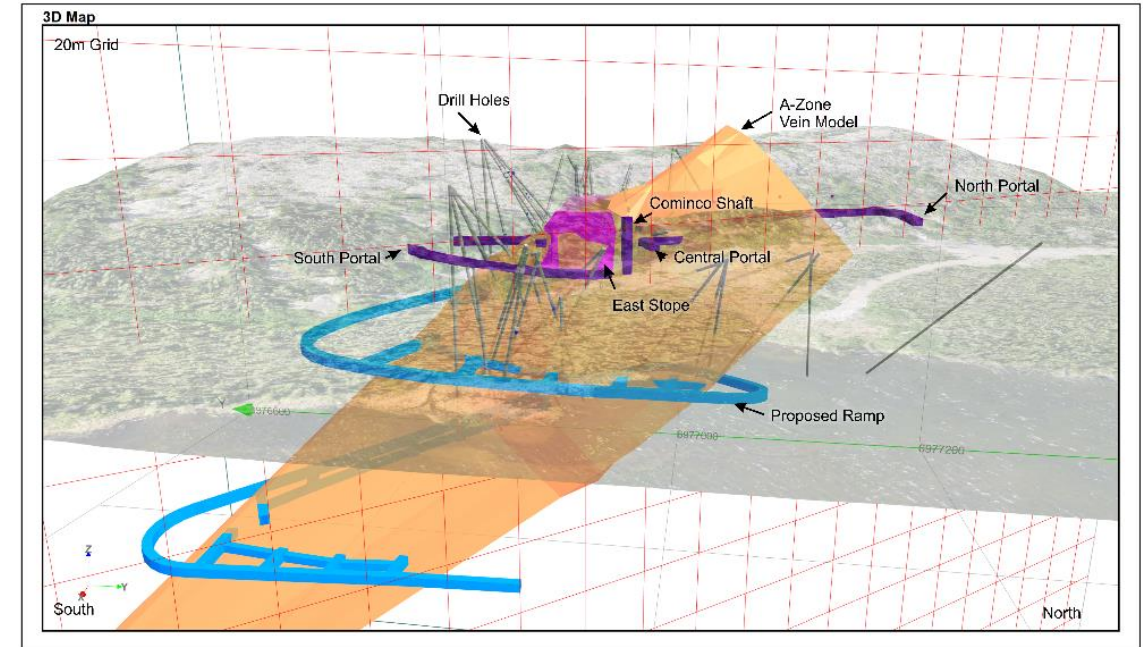 3D Map
20m Grid
Drill Holes
A-Zone
Vein Model
North Portal
Cominco Shaft
South Portal
Central Portal
East Stope
Y
6976600
Proposed Ramp
6977000
6977200
Z
Y
X
South
North